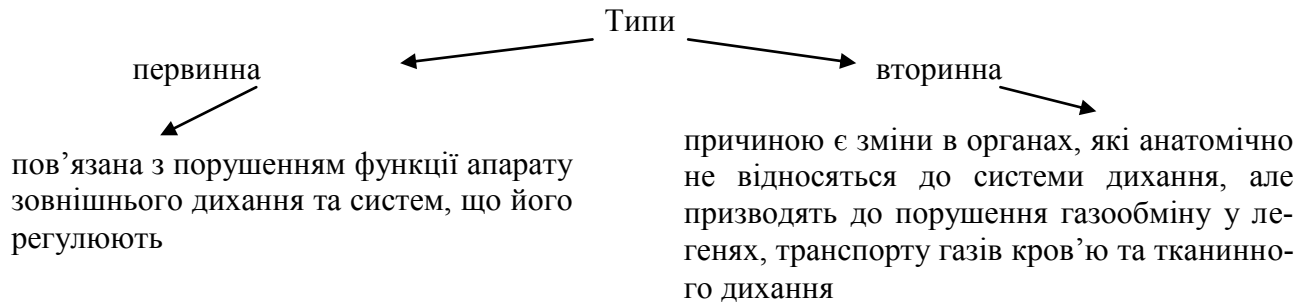 Типи
первинна
вторинна
пов’язана з порушенням функції апарату
зовнішнього дихання та систем, що його
регулюють
причиною є зміни в органах, які анатомічно
не відносяться до системи дихання, але
призводять до порушення газообміну у ле-
генях, транспорту газів кров’ю та тканинно-
го дихання